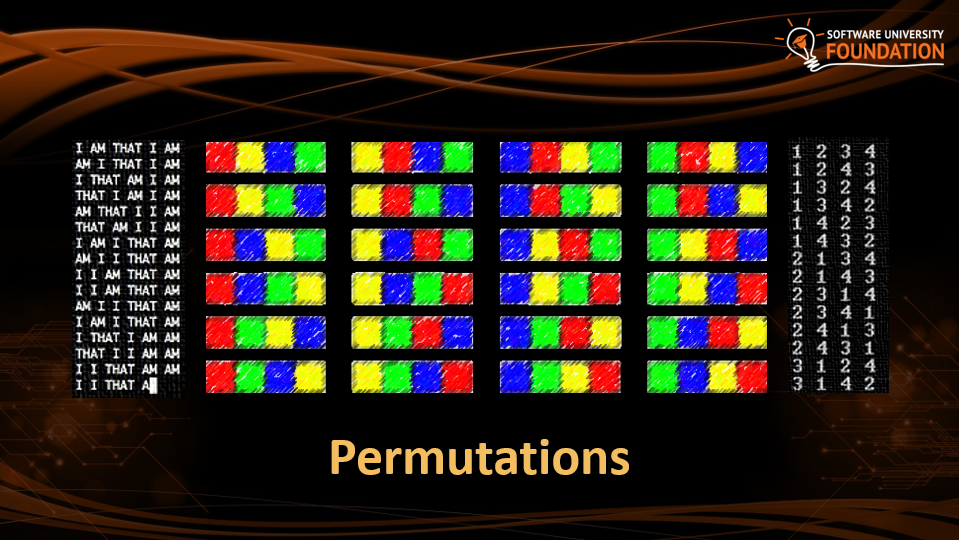 SOFTWARE UNIVERSITY
FOUNDATION
I AM THAT I AM
AM I THAT I AM
I THAT AM I AM
THAT I AM I AM
AM THAT I I AM
THAT AM I I AM
I AM I THAT AM
AM I I THAT AM
I I AM THAT AM
I I AM THAT AM
AM I I THAT AM
I AM I THAT AM
I THAT I AM AM
THAT I I AM AM
I I THAT AM AM
I I THAT A
1 2 3 4
1 2 4 3
1 3 2 4
1 3 4 2
1 4 2 3
1 4 3 2
2 1 3 4
2 1 4 3
2 3 1 4
2 3 4 1
2 4 1 3
2 4 3 1
3 1 2 4
3 1 4 2
Permutations